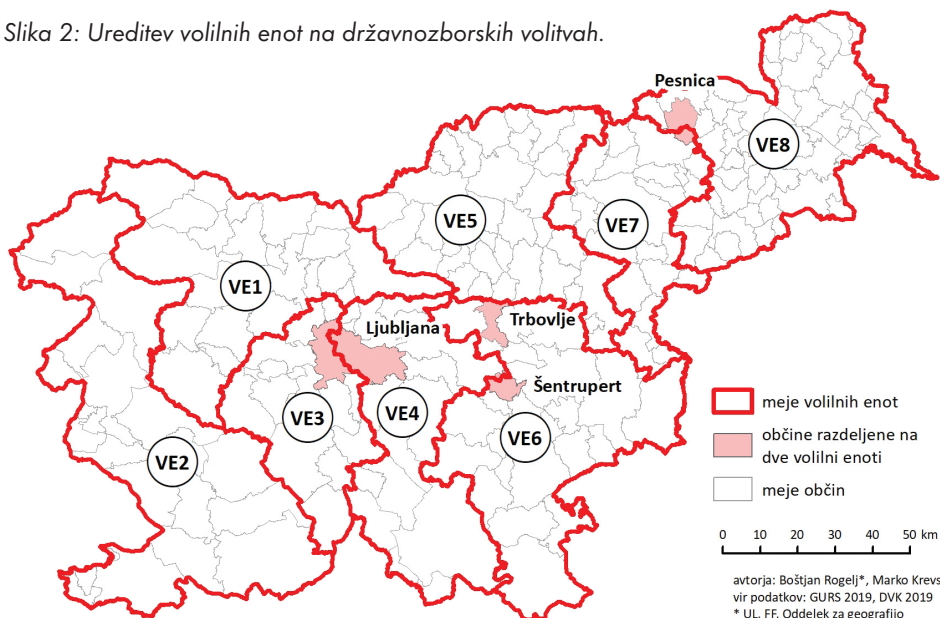 Slika 2: Ureditev volilnih enot na državnozborskih volitvah.
Pesnica
VE8
VE5
VE7
VE1
Ljubljana
Trbovlje
Šentrupert
VE3
VE4
VE6
VE2
meje volilnih enot
občine razdeljene na
dve volilni enoti
meje občin
0 10 20 30 40 50 km
avtorja: Boštjan Rogelj*, Marko Krevs
vir podatkov: GURS 2019, DVK 2019
* UL, FF, Oddelek za geografijo